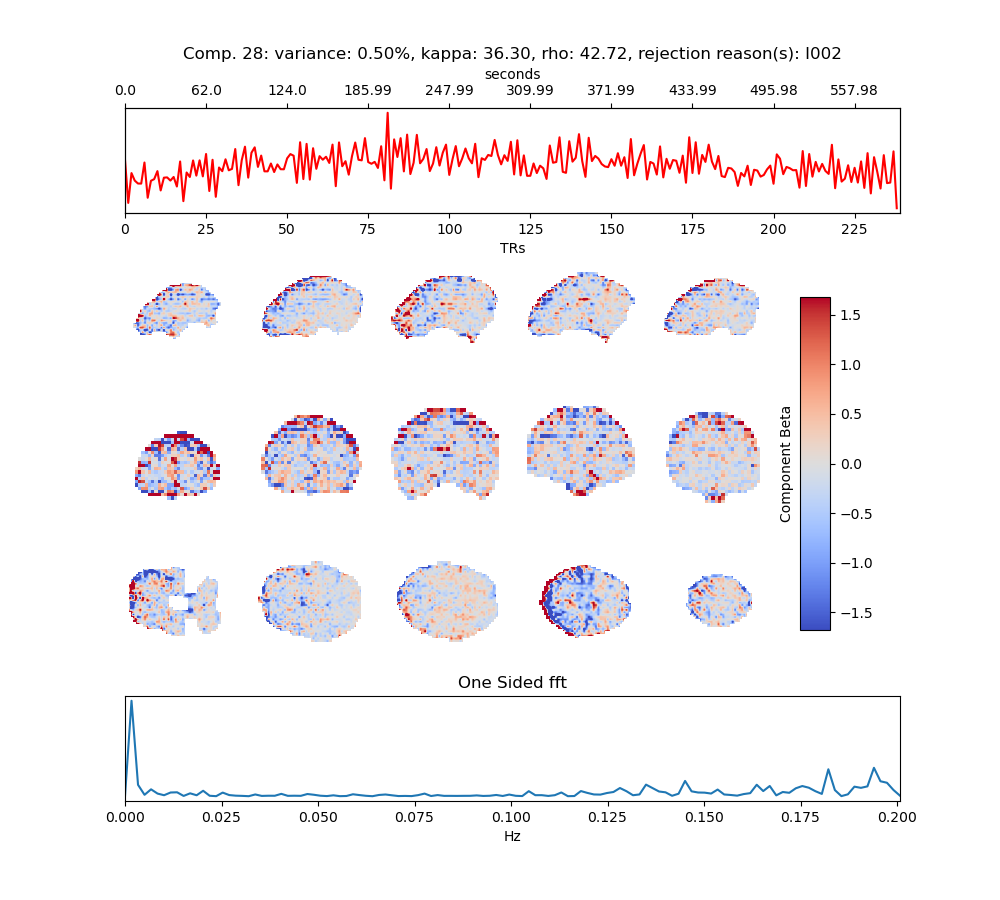 Comp. 28: variance: 0.50%, kappa: 36.30, rho: 42.72, rejection reason(s): I002
seconds
0.0 62.0 124.0 185.99 247.99 309.99 371.99 433.99 495.98 557.98
0 25 50 75 100 125 150 175 200 225
TRs
1.5
1.0
0.5
0.0
−0.5
−1.0
−1.5
Component Beta
One Sided fft
0.000 0.025 0.050 0.075 0.100 0.125 0.150 0.175 0.200
Hz